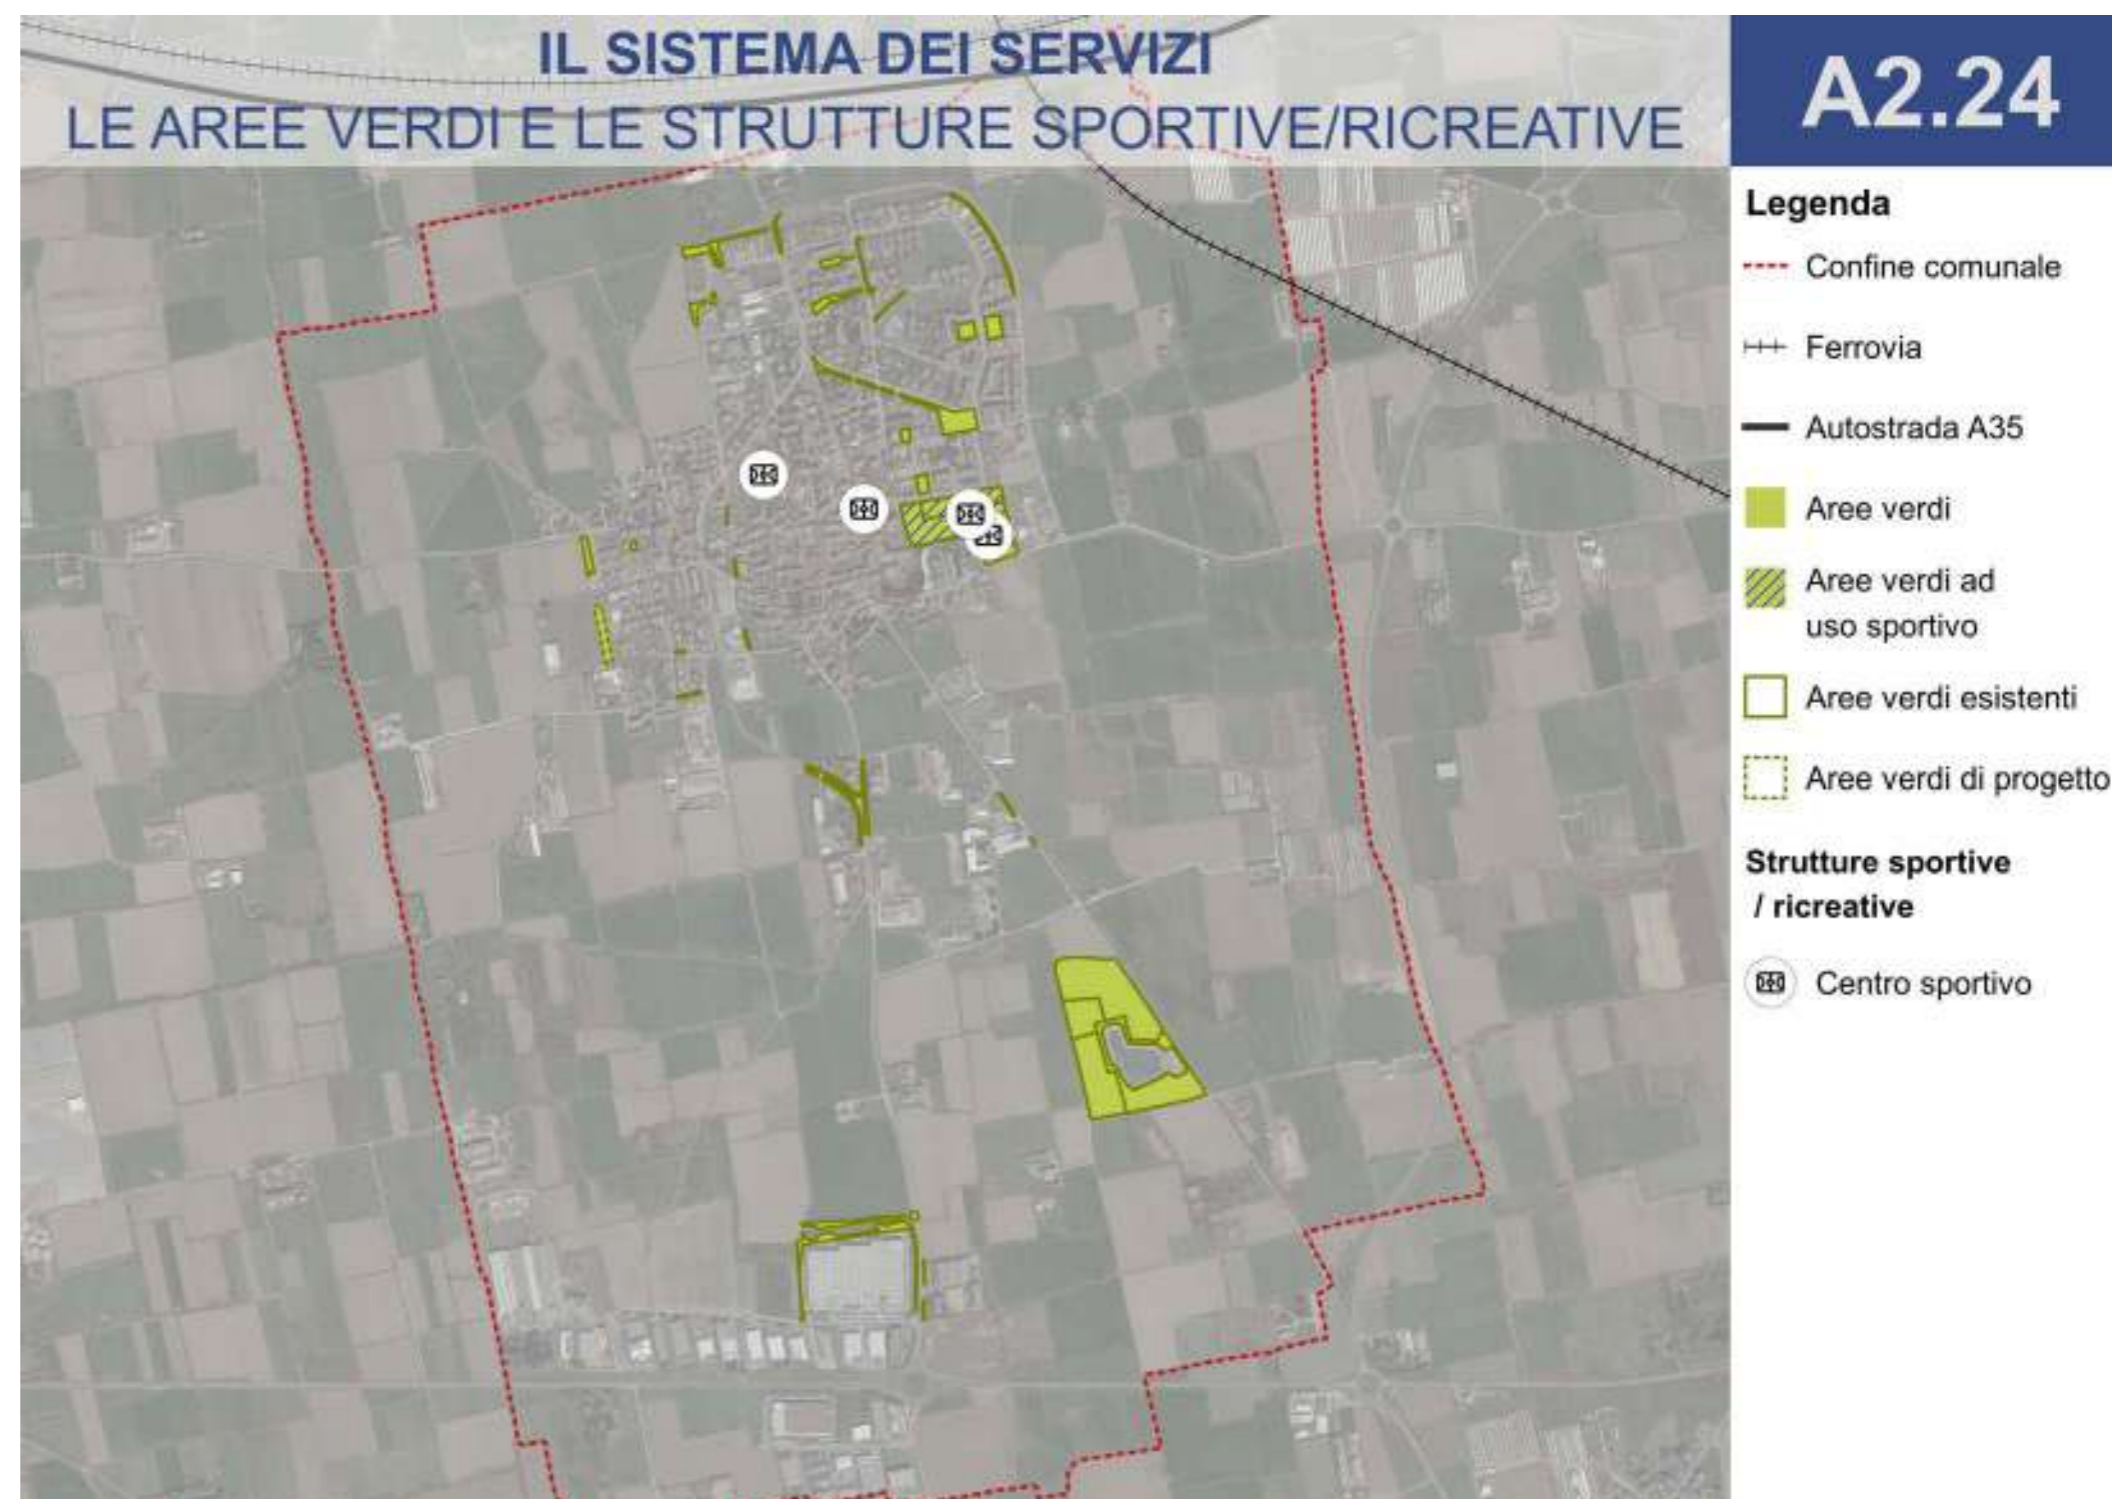 IL SISTEMA DEI SERVIZI
LE AREE VERDI E LE STRUTTURE SPORTIVE/RICREATIVE
A2.24
Legenda
Confine comunale
Ferrovia
Autostrada A35
Aree verdi
Aree verdi ad
uso sportivo
Aree verdi esistenti
Aree verdi di progetto
Strutture sportive
/ ricreative
Centro sportivo